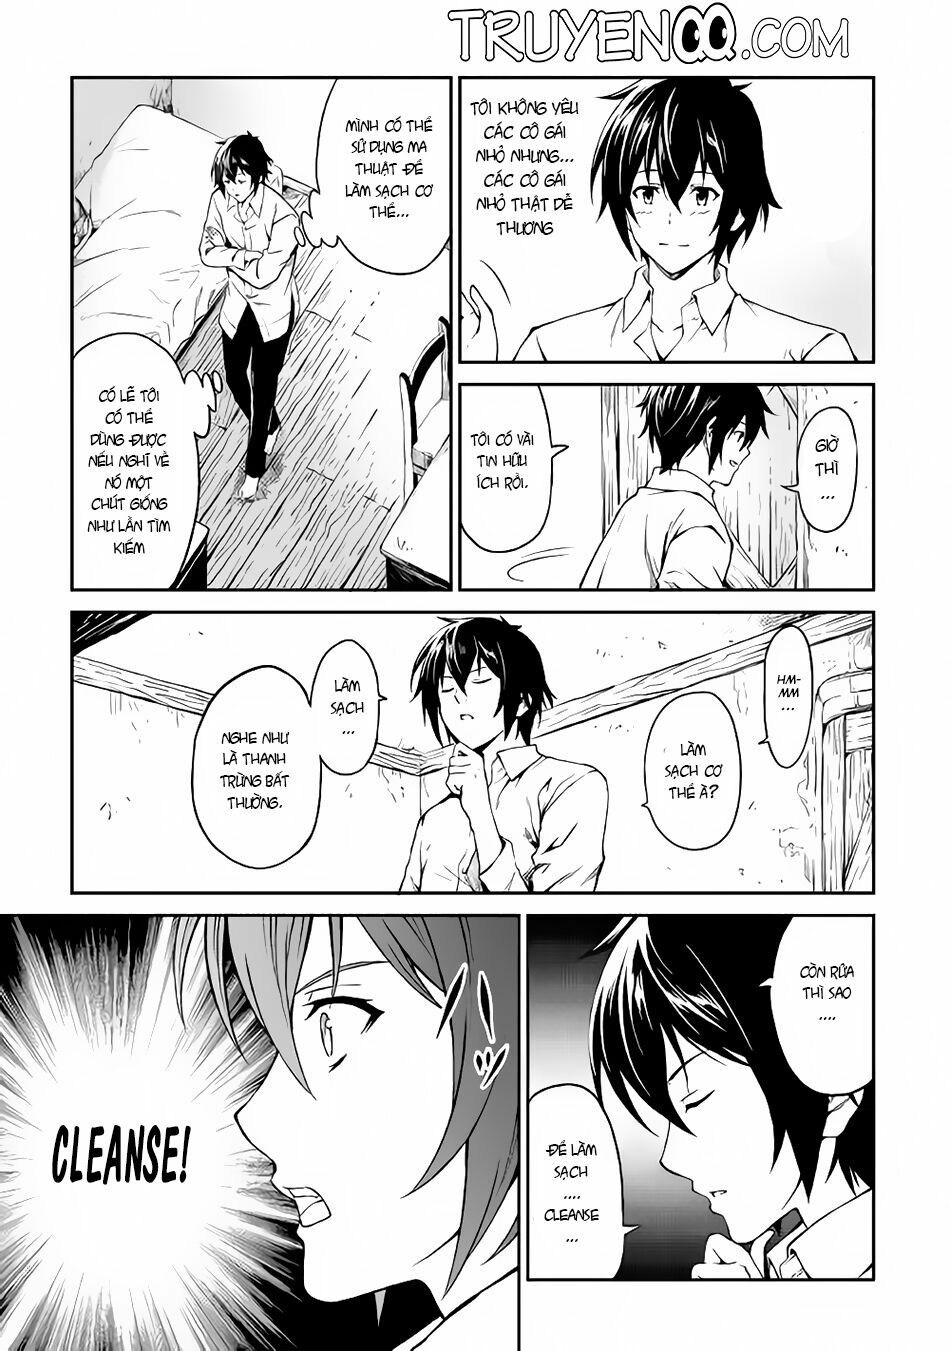 TRUYENQQ.COM
TÔI KHÔNG YÊU
CÁC CÔ GÁI
NHỎ NHƯNG...
CÁC CÔ GÁI
NHỎ THẬT DỄ
THƯƠNG
MÌNH CÓ THỂ
SỬ DỤNG MA
THUẬT ĐỂ
LÀM SẠCH CƠ
THỂ...
CÓ LẼ TÔI
CÓ THỂ
DÙNG ĐƯỢC
NẾU NGHĨ VỀ
NÓ MỘT
CHÚT GIỐNG
NHƯ LẦN TÌM
KIẾM
GIỜ
THÌ
...
TÔI CÓ VÀI
TIN HỮU
ÍCH RỒI.
HM-
MM
...
LÀM
SẠCH CƠ
THỂ À?
LÀM
SẠCH
...
NGHE NHƯ
LÀ THANH
TRỪNG BẤT
THƯỜNG.
CÒN RỬA
THÌ SAO
....
ĐỂ LÀM
SẠCH
....
CLEANSE
...
ッ
CLEANSE!